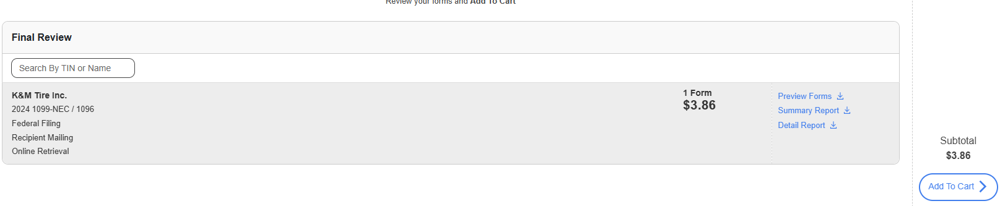 Review your forms and Add To Cart
Final Review
Search By TIN or Name
K&M Tire Inc.
2024 1099-NEC / 1096
Federal Filing
Recipient Mailing
Online Retrieval
1 Form
$3.86
Preview Forms
Summary Report
Detail Report
Subtotal
$3.86
Add To Cart